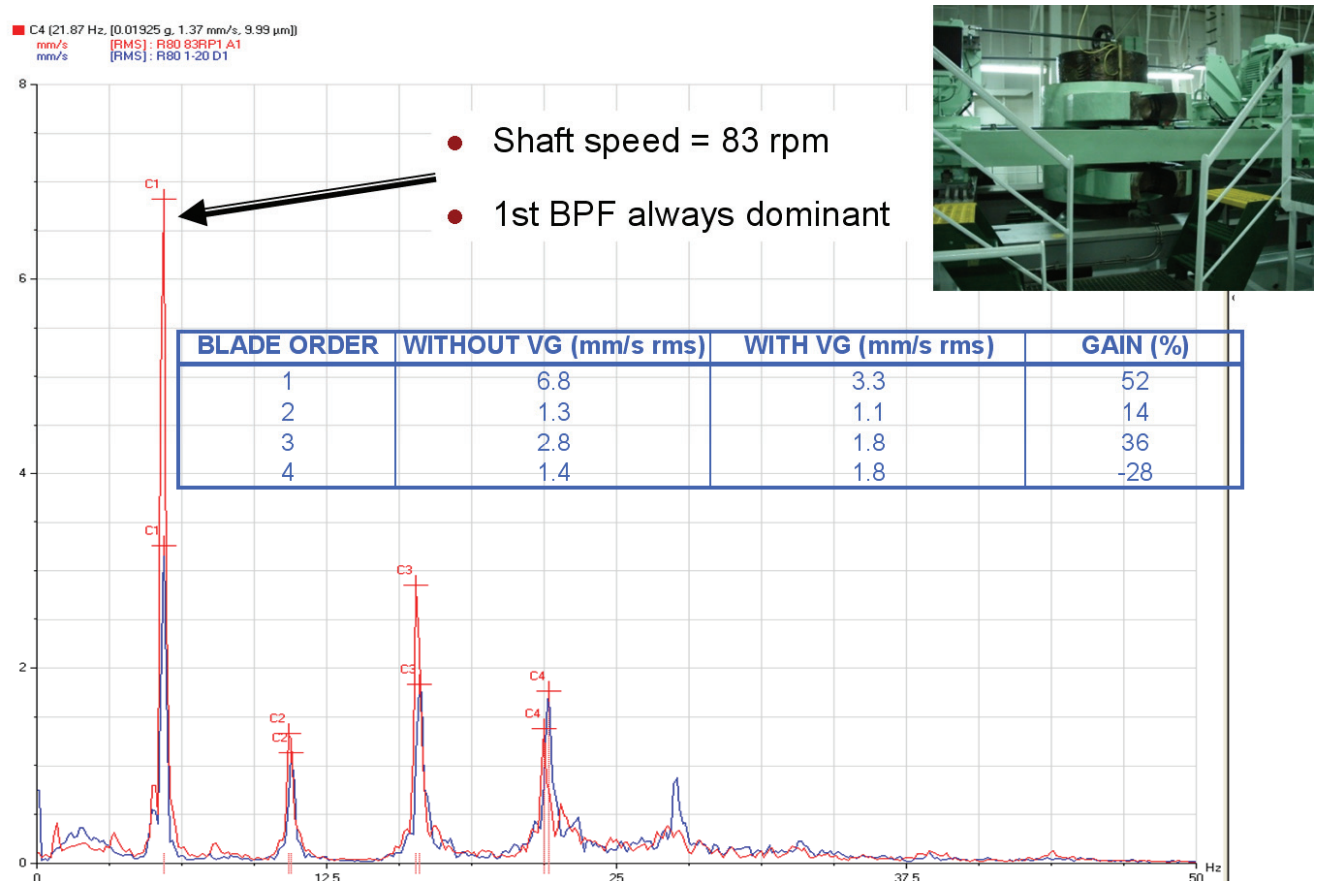 C4 (21.87 Hz, [0.01925 g, 1.37 mm/s, 9.99 µm])
mm/s [RMS] : R80 83RP1 A1
mm/s [RMS] : R80 1-20 D1
8
• Shaft speed = 83 rpm
C1
• 1st BPF always dominant
6
BLADE ORDER WITHOUT VG (mm/s rms) WITH VG (mm/s rms) GAIN (%)
1 6.8 3.3 52
2 1.3 1.1 14
3 2.8 1.8 36
4 1.4 1.8 -28
4
C1
C3
2
C3
C4
C4
C2
C2
0
Hz
0 12.5 25 37.5 50